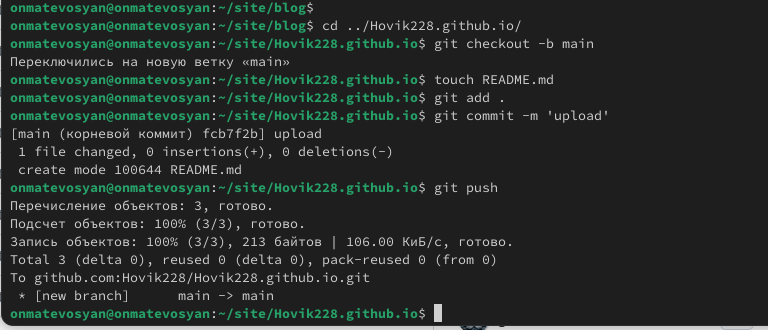 onmatevosyan@onmatevosyan:~/site/blog$
onmatevosyan@onmatevosyan:~/site/blog$ cd ../Hovik228.github.io/
onmatevosyan@onmatevosyan:~/site/Hovik228.github.io$ git checkout -b main
Переключились на новую ветку «main»
onmatevosyan@onmatevosyan:~/site/Hovik228.github.io$ touch README.md
onmatevosyan@onmatevosyan:~/site/Hovik228.github.io$ git add .
onmatevosyan@onmatevosyan:~/site/Hovik228.github.io$ git commit -m 'upload'
[main (корневой коммит) fcb7f2b] upload
 1 file changed, 0 insertions(+), 0 deletions(-)
 create mode 100644 README.md
onmatevosyan@onmatevosyan:~/site/Hovik228.github.io$ git push
Перечисление объектов: 3, готово.
Подсчет объектов: 100% (3/3), готово.
Запись объектов: 100% (3/3), 213 байтов | 106.00 КиБ/с, готово.
Total 3 (delta 0), reused 0 (delta 0), pack-reused 0 (from 0)
To github.com:Hovik228/Hovik228.github.io.git
 * [new branch]      main -> main
onmatevosyan@onmatevosyan:~/site/Hovik228.github.io$